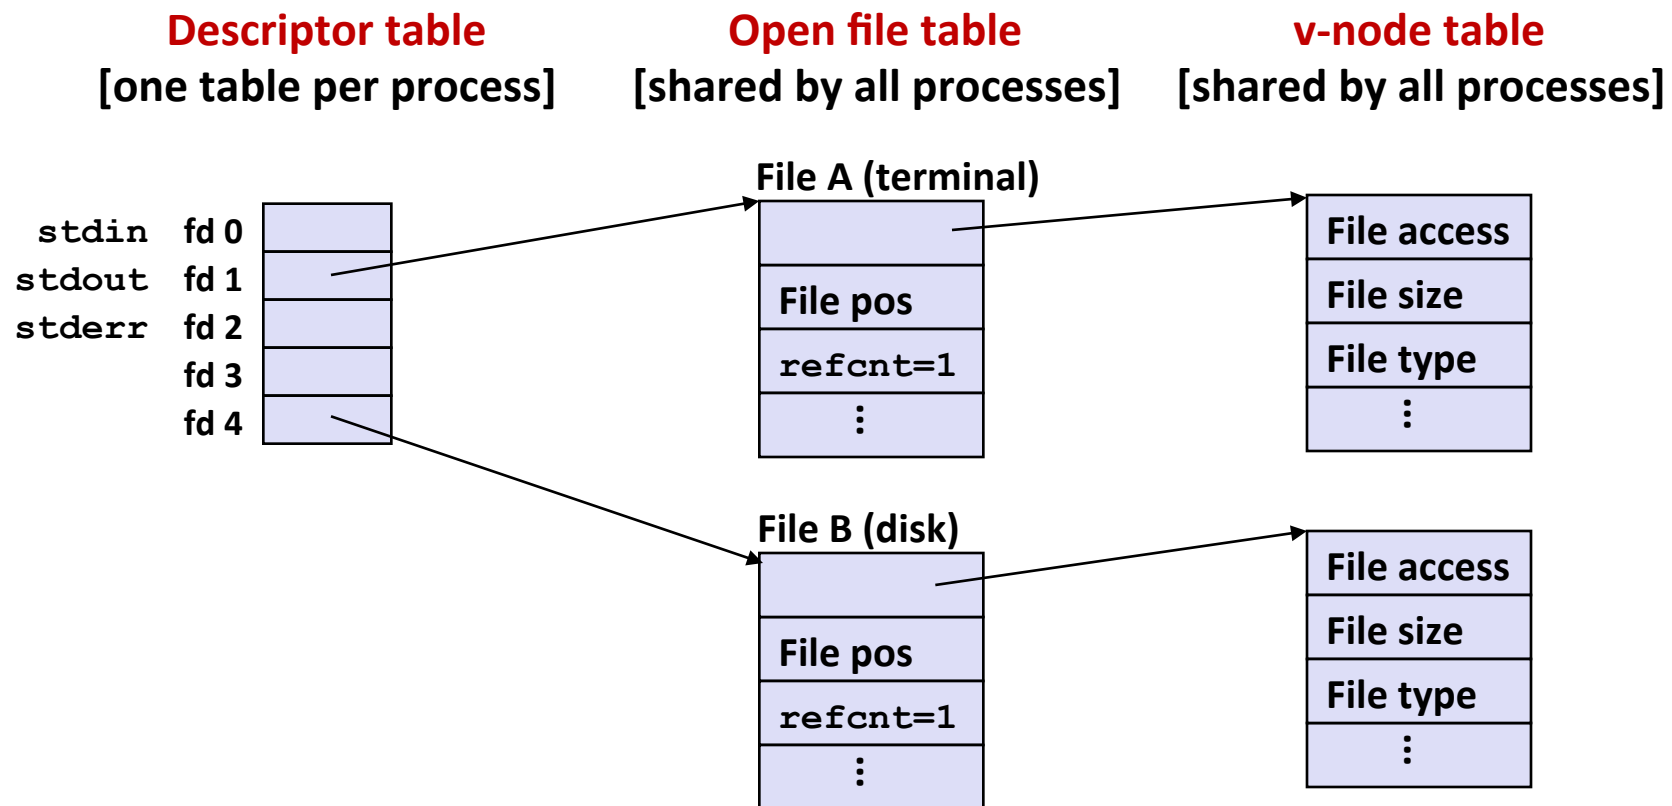 Descriptor table
[one table per process]
Open file table
[shared by all processes]
v-node table
[shared by all processes]
stdin fd 0
stdout fd 1
stderr fd 2
fd 3
fd 4
File A (terminal)
File pos
refcnt=1
⋮
File access
File size
File type
⋮
File B (disk)
File pos
refcnt=1
⋮
File access
File size
File type
⋮